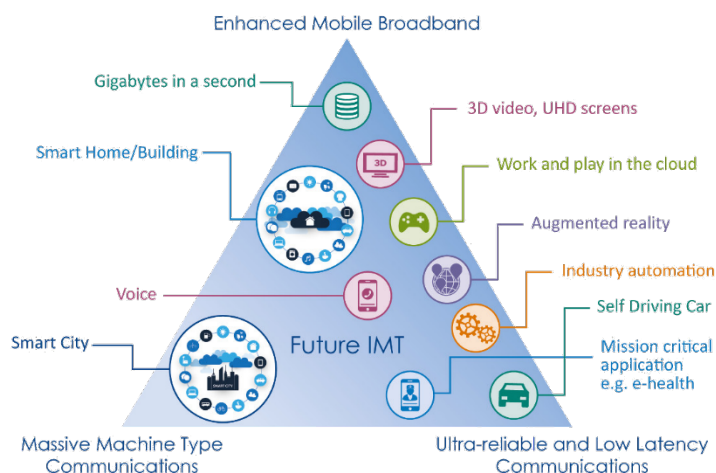 Enhanced Mobile Broadband
Gigabytes in a second
3D video, UHD screens
3D
Smart Home/Building
Work and play in the cloud
Augmented reality
Industry automation
Voice
Self Driving Car
Smart City
Future IMT
Mission critical
application
e.g. e-health
SMART CITY
Massive Machine Type
Communications
Ultra-reliable and Low Latency
Communications